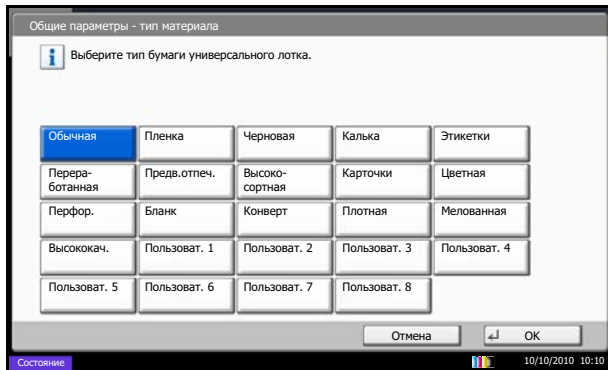 Общие параметры - тип материала
Выберите тип бумаги универсального лотка.
Обычная
Пленка
Черновая
Калька
Этикетки
Перера-
ботанная
Предв.отпеч.
Высоко-
сортная
Карточки
Цветная
Перфор.
Бланк
Конверт
Плотная
Мелованная
Высококач.
Пользоват. 1
Пользоват. 2
Пользоват. 3
Пользоват. 4
Пользоват. 5
Пользоват. 6
Пользоват. 7
Пользоват. 8
Отмена
OK
Состояние
10/10/2010 10:10